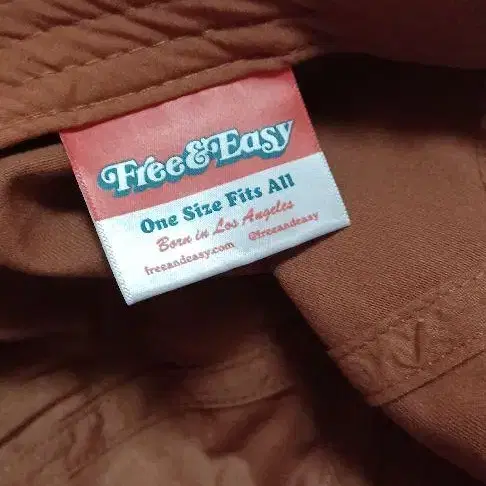 Free&Easy
One Size Fits All
Born in Los Angeles
freeandeasy.com @freeandeasy